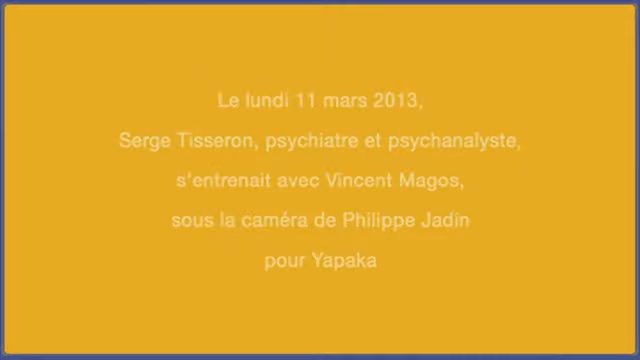 Le lundi 11 mars 2013,
Serge Tisseron, psychiatre et psychanalyste,
s'entrenait avec Vincent Magos,
sous la caméra de Philippe Jadin
pour Yapaka